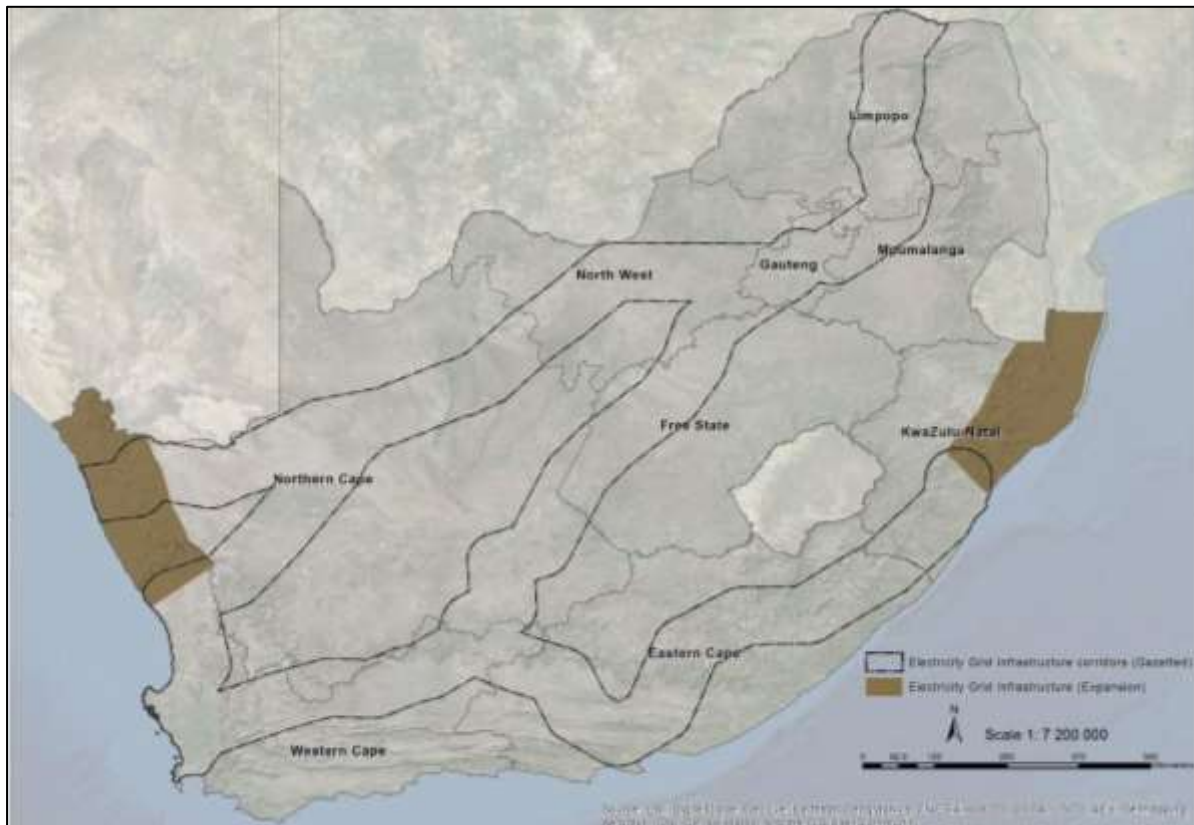 Limpopo
Mpumalanga
Gauteng
North West
Free State
KwaZulu-Natal
Northern Cape
Eastern Cape
Western Cape
Electricity Grid Infrastructure corridors (Gazetted)
Electricity Grid Infrastructure (Expansion)
N
Scale 1: 7 200 000
0